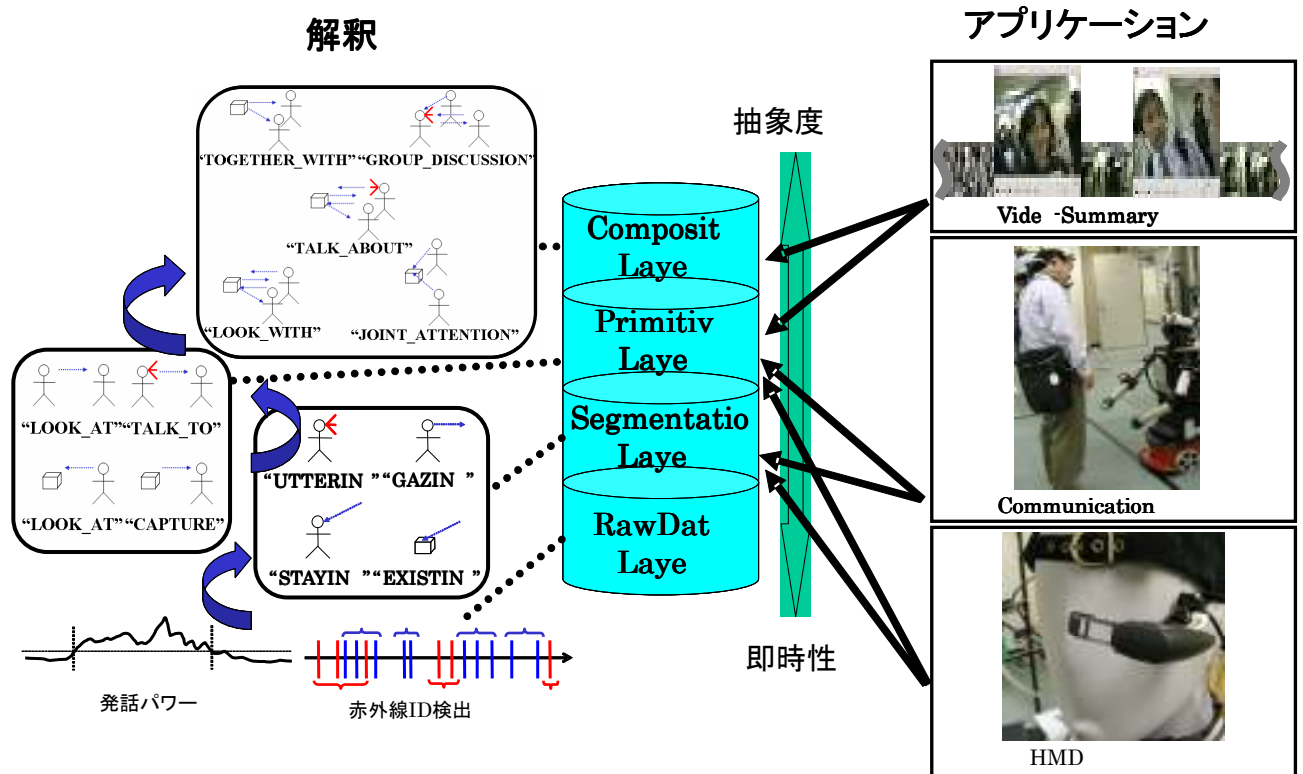 解釈
アプリケーション
“TOGETHER_WITH” “GROUP_DISCUSSION”
“TALK_ABOUT”
“LOOK_WITH” “JOINT_ATTENTION”
“LOOK_AT” “TALK_TO”
“LOOK_AT” “CAPTURE”
“UTTERIN ” “GAZIN ”
“STAYIN ” “EXISTIN ”
発話パワー
赤外線ID検出
Composit
Laye
Primitiv
Laye
Segmentatio
Laye
RawDat
Laye
抽象度
即時性
Vide -Summary
Communication
HMD